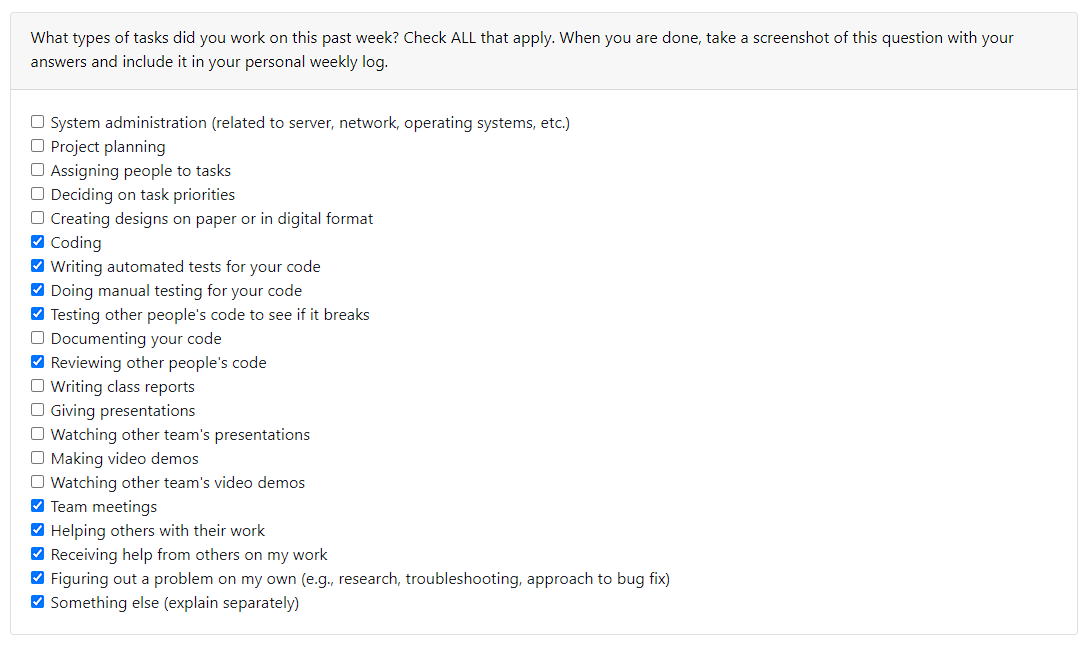 What types of tasks did you work on this past week? Check ALL that apply. When you are done, take a screenshot of this question with your
answers and include it in your personal weekly log.
System administration (related to server, network, operating systems, etc.)
Project planning
Assigning people to tasks
Deciding on task priorities
Creating designs on paper or in digital format
Coding
Writing automated tests for your code
Doing manual testing for your code
Testing other people's code to see if it breaks
Documenting your code
Reviewing other people's code
Writing class reports
Giving presentations
Watching other team's presentations
Making video demos
Watching other team's video demos
Team meetings
Helping others with their work
Receiving help from others on my work
Figuring out a problem on my own (e.g., research, troubleshooting, approach to bug fix)
Something else (explain separately)